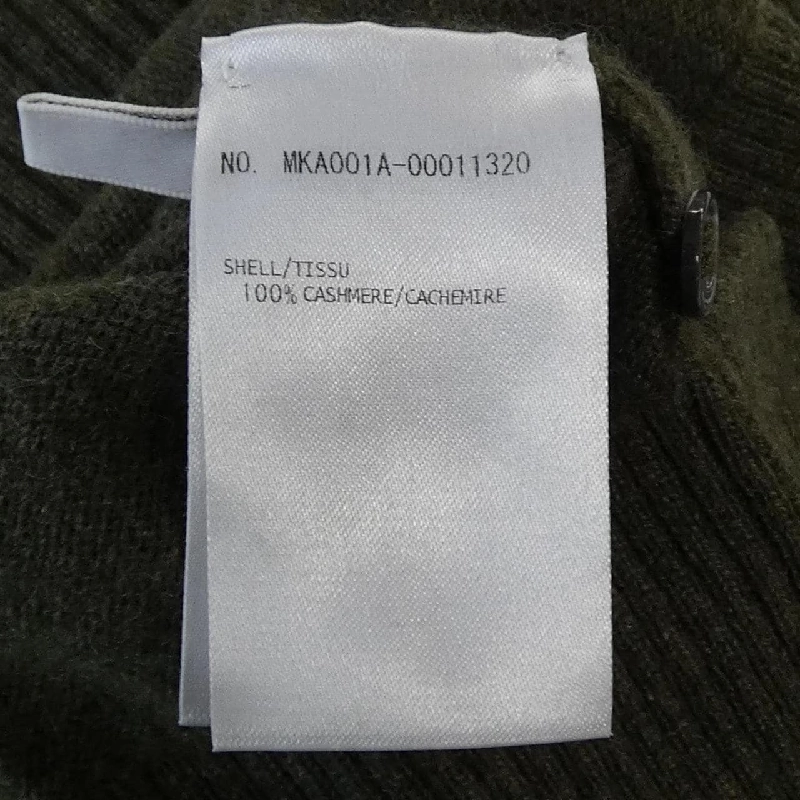 NO. MKA001A-00011320
SHELL/TISSU
100% CASHMERE/CACHEMIRE